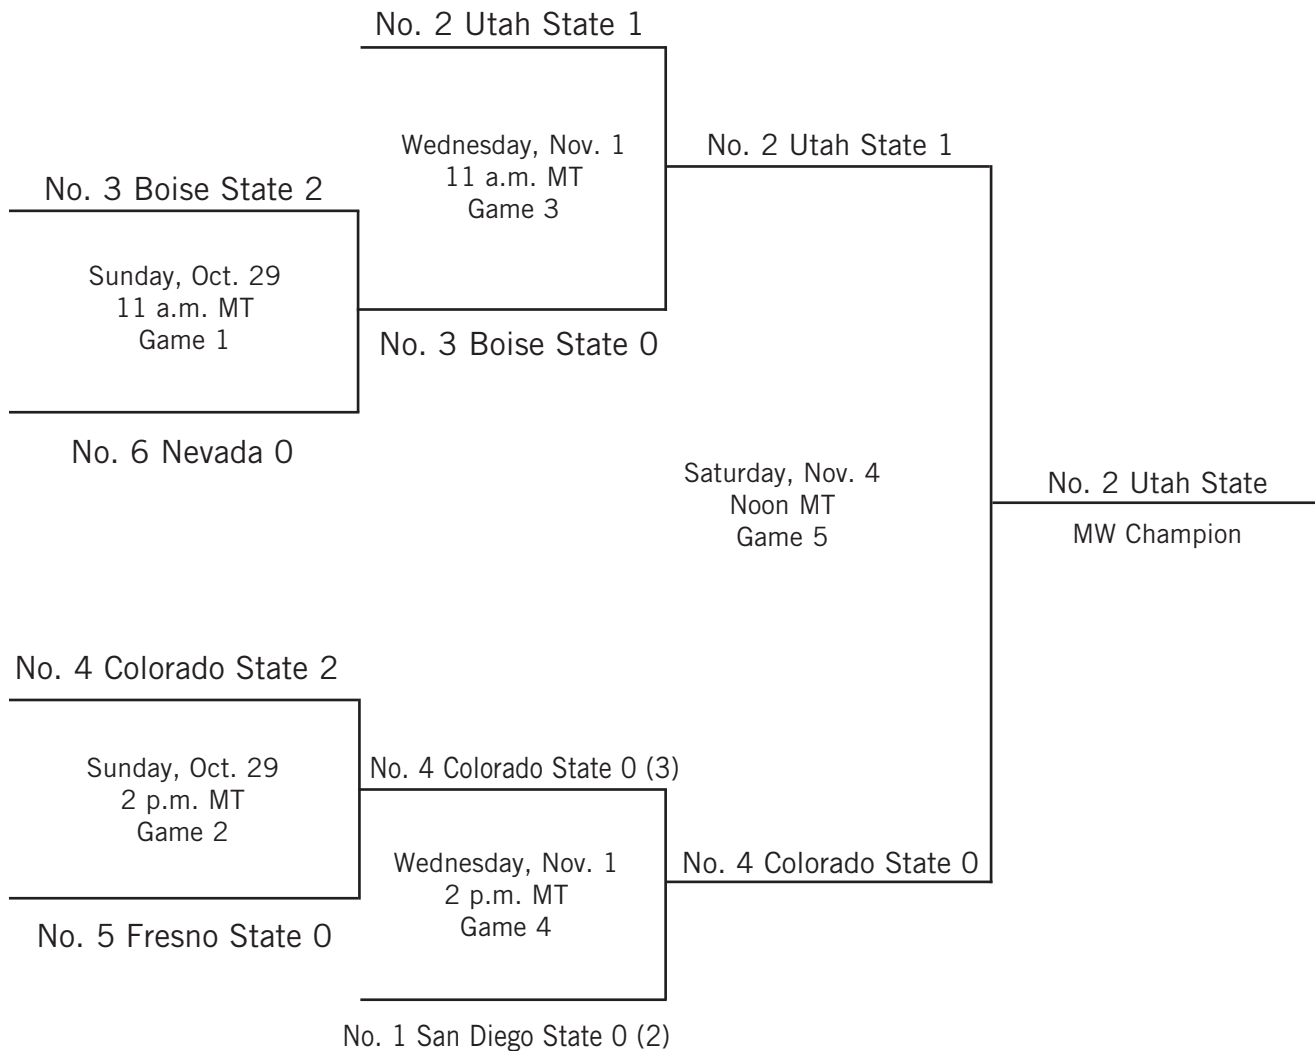 No. 2 Utah State 1
Wednesday, Nov. 1
11 a.m. MT
Game 3
No. 2 Utah State 1
No. 3 Boise State 2
Sunday, Oct. 29
11 a.m. MT
Game 1
No. 3 Boise State 0
No. 6 Nevada 0
Saturday, Nov. 4
Noon MT
Game 5
No. 2 Utah State
MW Champion
No. 4 Colorado State 2
Sunday, Oct. 29
2 p.m. MT
Game 2
No. 4 Colorado State 0 (3)
Wednesday, Nov. 1
2 p.m. MT
Game 4
No. 4 Colorado State 0
No. 5 Fresno State 0
No. 1 San Diego State 0 (2)